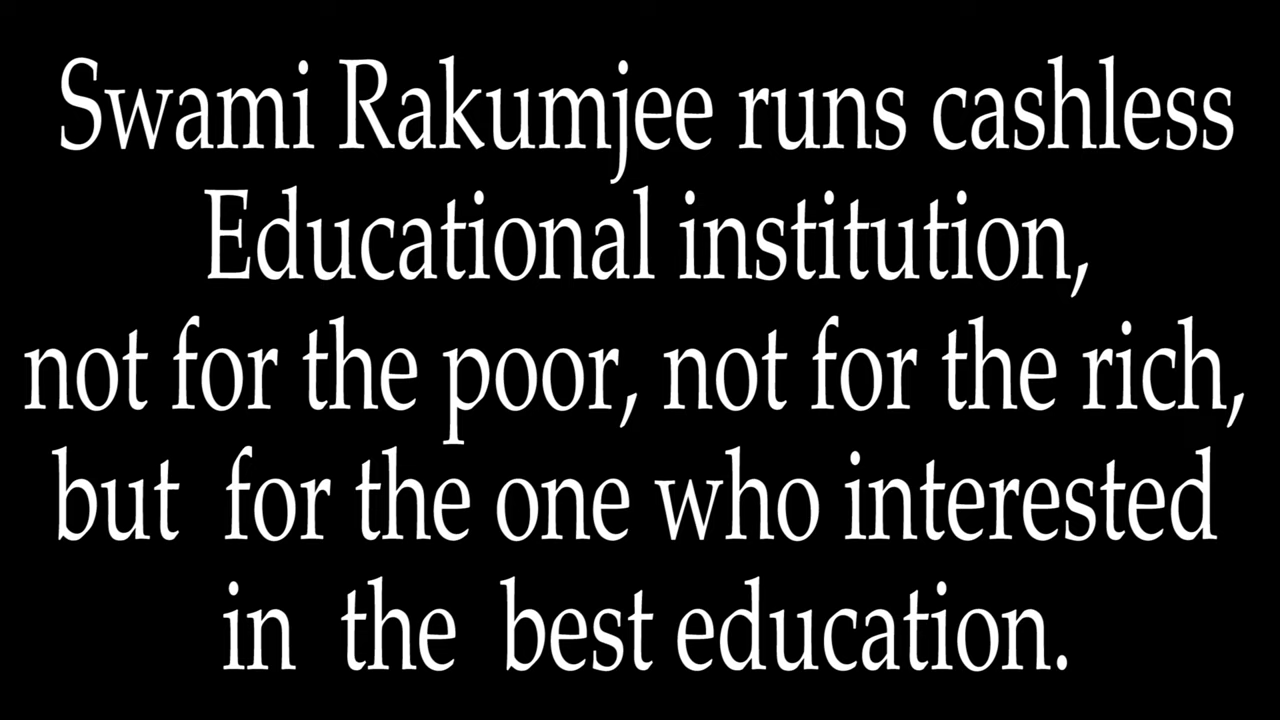 Swami Rakumjee runs cashless
Educational institution,
not for the poor, not for the rich,
but for the one who interested
in the best education.